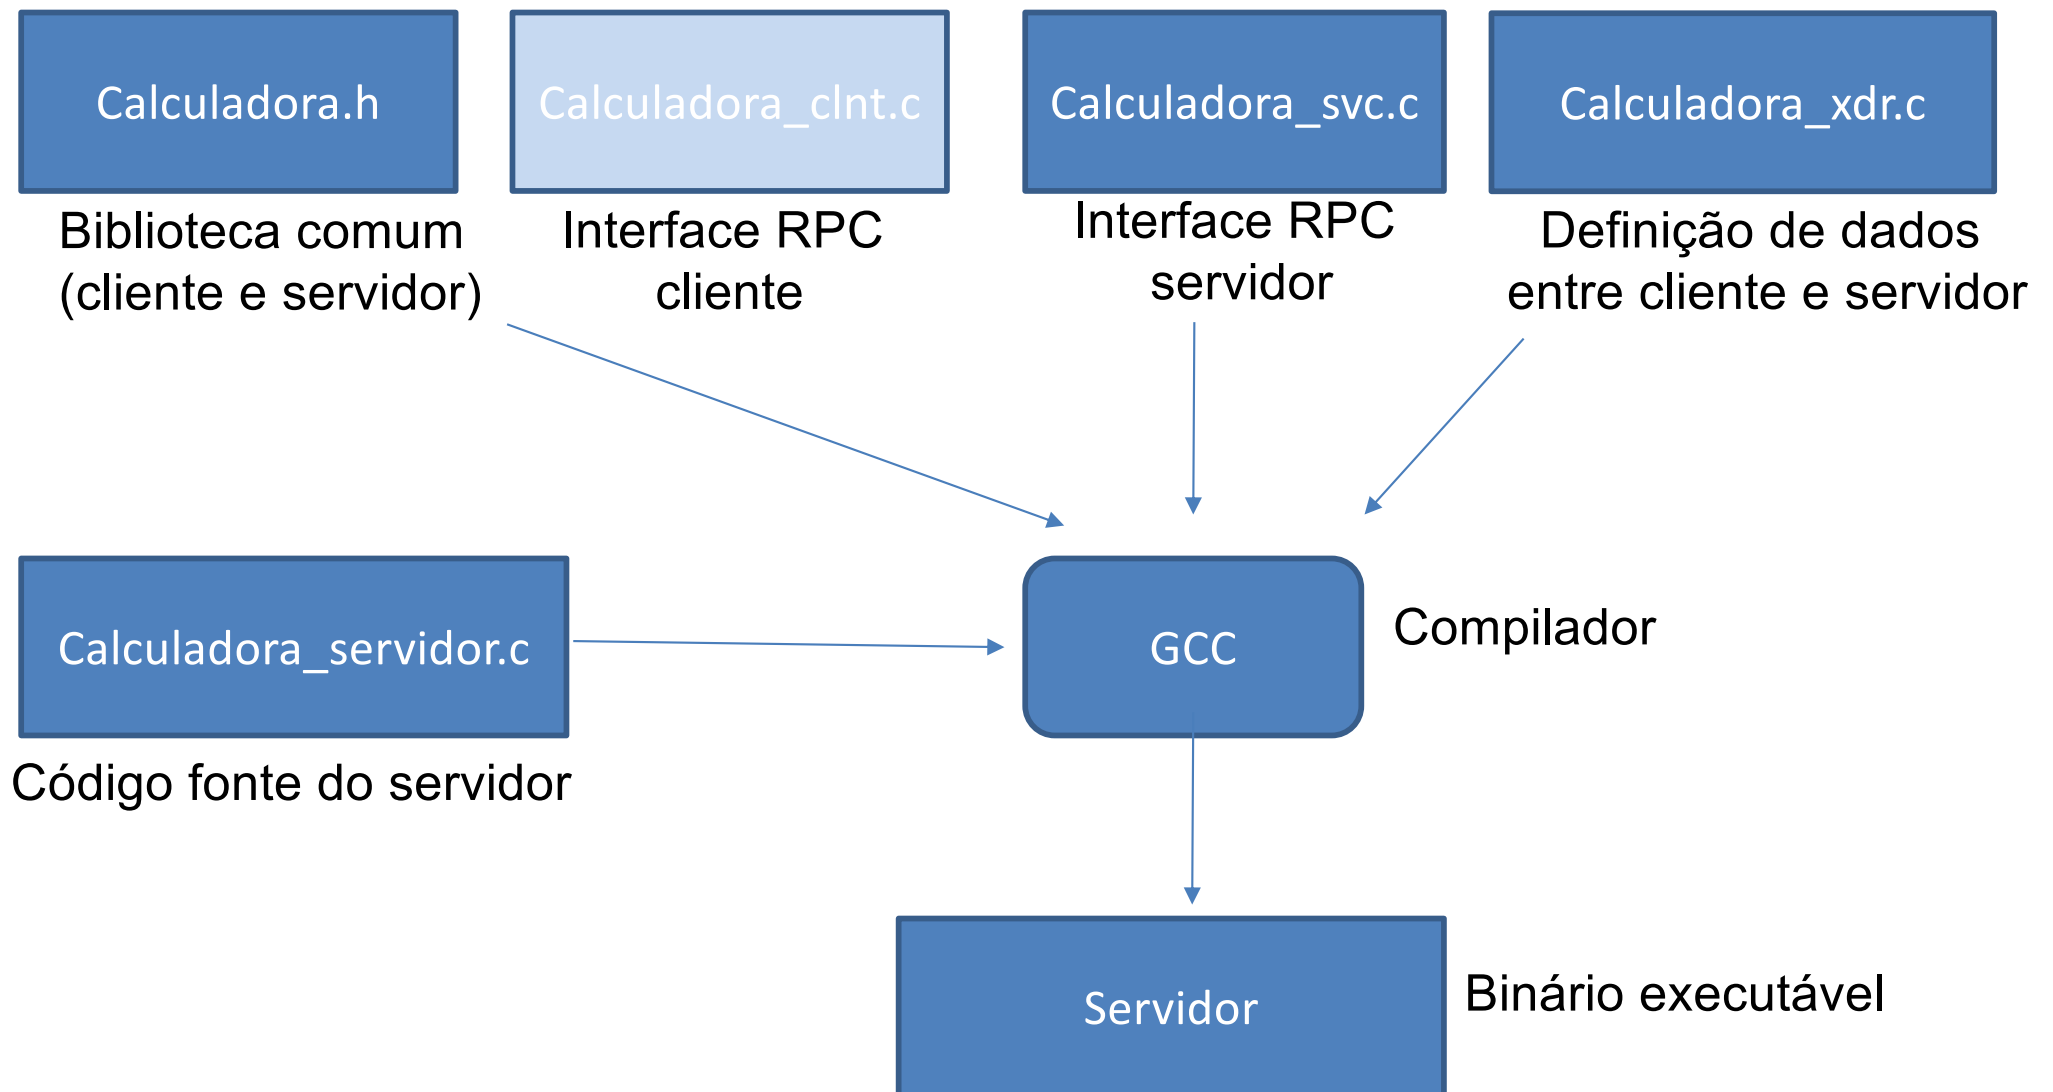 Calculadora.h
Calculadora_clnt.c
Calculadora_svc.c
Calculadora_xdr.c
Biblioteca comum
(cliente e servidor)
Interface RPC
cliente
Interface RPC
servidor
Definição de dados
entre cliente e servidor
Calculadora_servidor.c
GCC
Compilador
Código fonte do servidor
Servidor
Binário executável